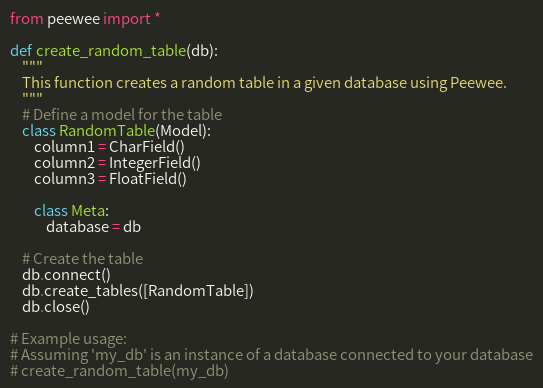 from peewee import *

def create_random_table(db):
    """
    This function creates a random table in a given database using Peewee.
    """
    # Define a model for the table
    class RandomTable(Model):
        column1 = CharField()
        column2 = IntegerField()
        column3 = FloatField()

        class Meta:
            database = db

    # Create the table
    db.connect()
    db.create_tables([RandomTable])
    db.close()

# Example usage:
# Assuming 'my_db' is an instance of a database connected to your database
# create_random_table(my_db)